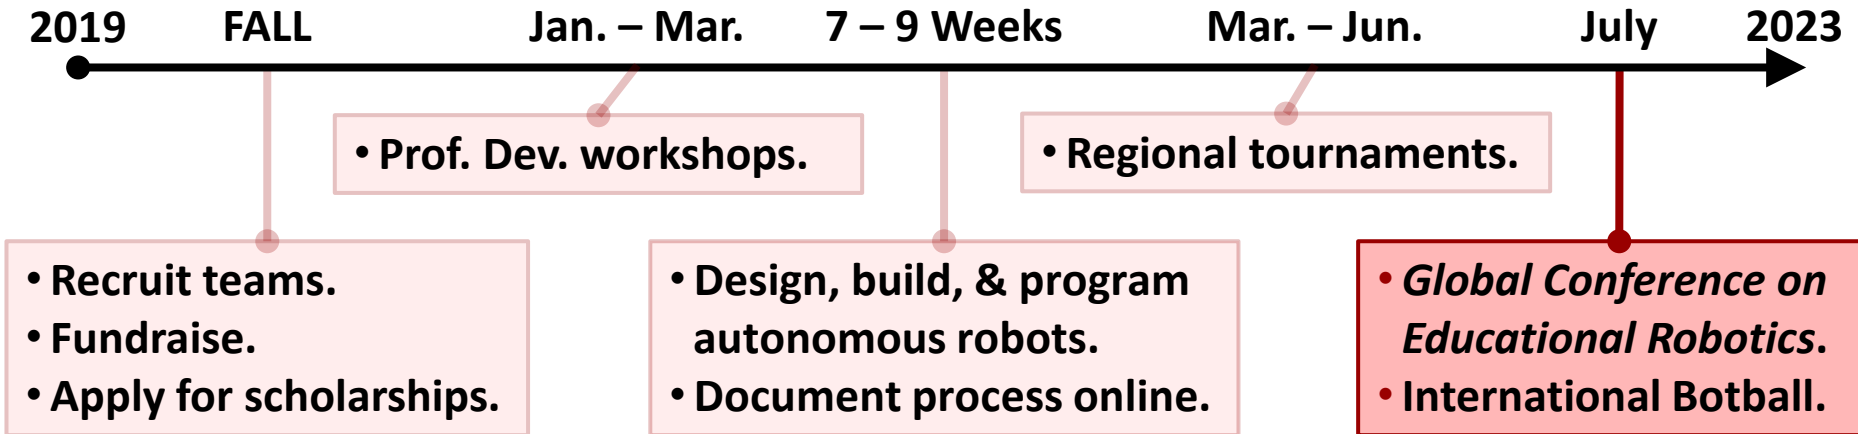 2019 FALL Jan. – Mar. 7 – 9 Weeks Mar. – Jun. July 2023
• Prof. Dev. workshops.
• Regional tournaments.
• Recruit teams.
• Fundraise.
• Apply for scholarships.
• Design, build, & program
autonomous robots.
• Document process online.
• Global Conference on
Educational Robotics.
• International Botball.